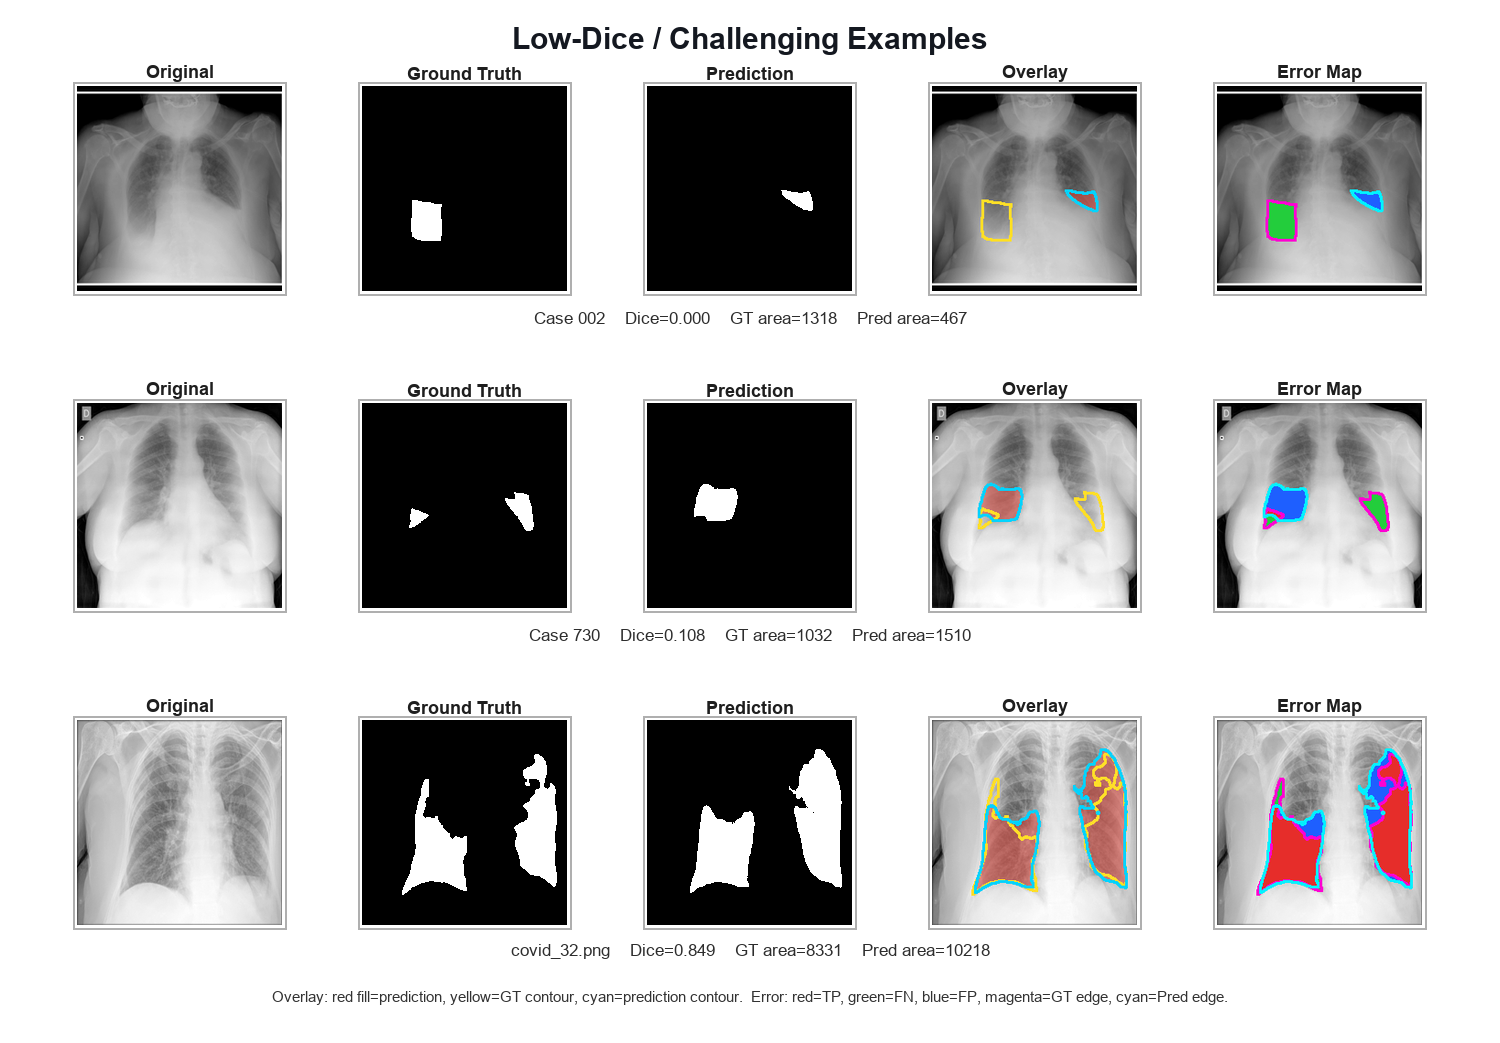 Low-Dice / Challenging Examples
Original Ground Truth Prediction Overlay Error Map
Case 002 Dice=0.000 GT area=1318 Pred area=467
Original Ground Truth Prediction Overlay Error Map
D D D
Case 730 Dice=0.108 GT area=1032 Pred area=1510
Original Ground Truth Prediction Overlay Error Map
covid_32.png Dice=0.849 GT area=8331 Pred area=10218
Overlay: red fill=prediction, yellow=GT contour, cyan=prediction contour. Error: red=TP, green=FN, blue=FP, magenta=GT edge, cyan=Pred edge.